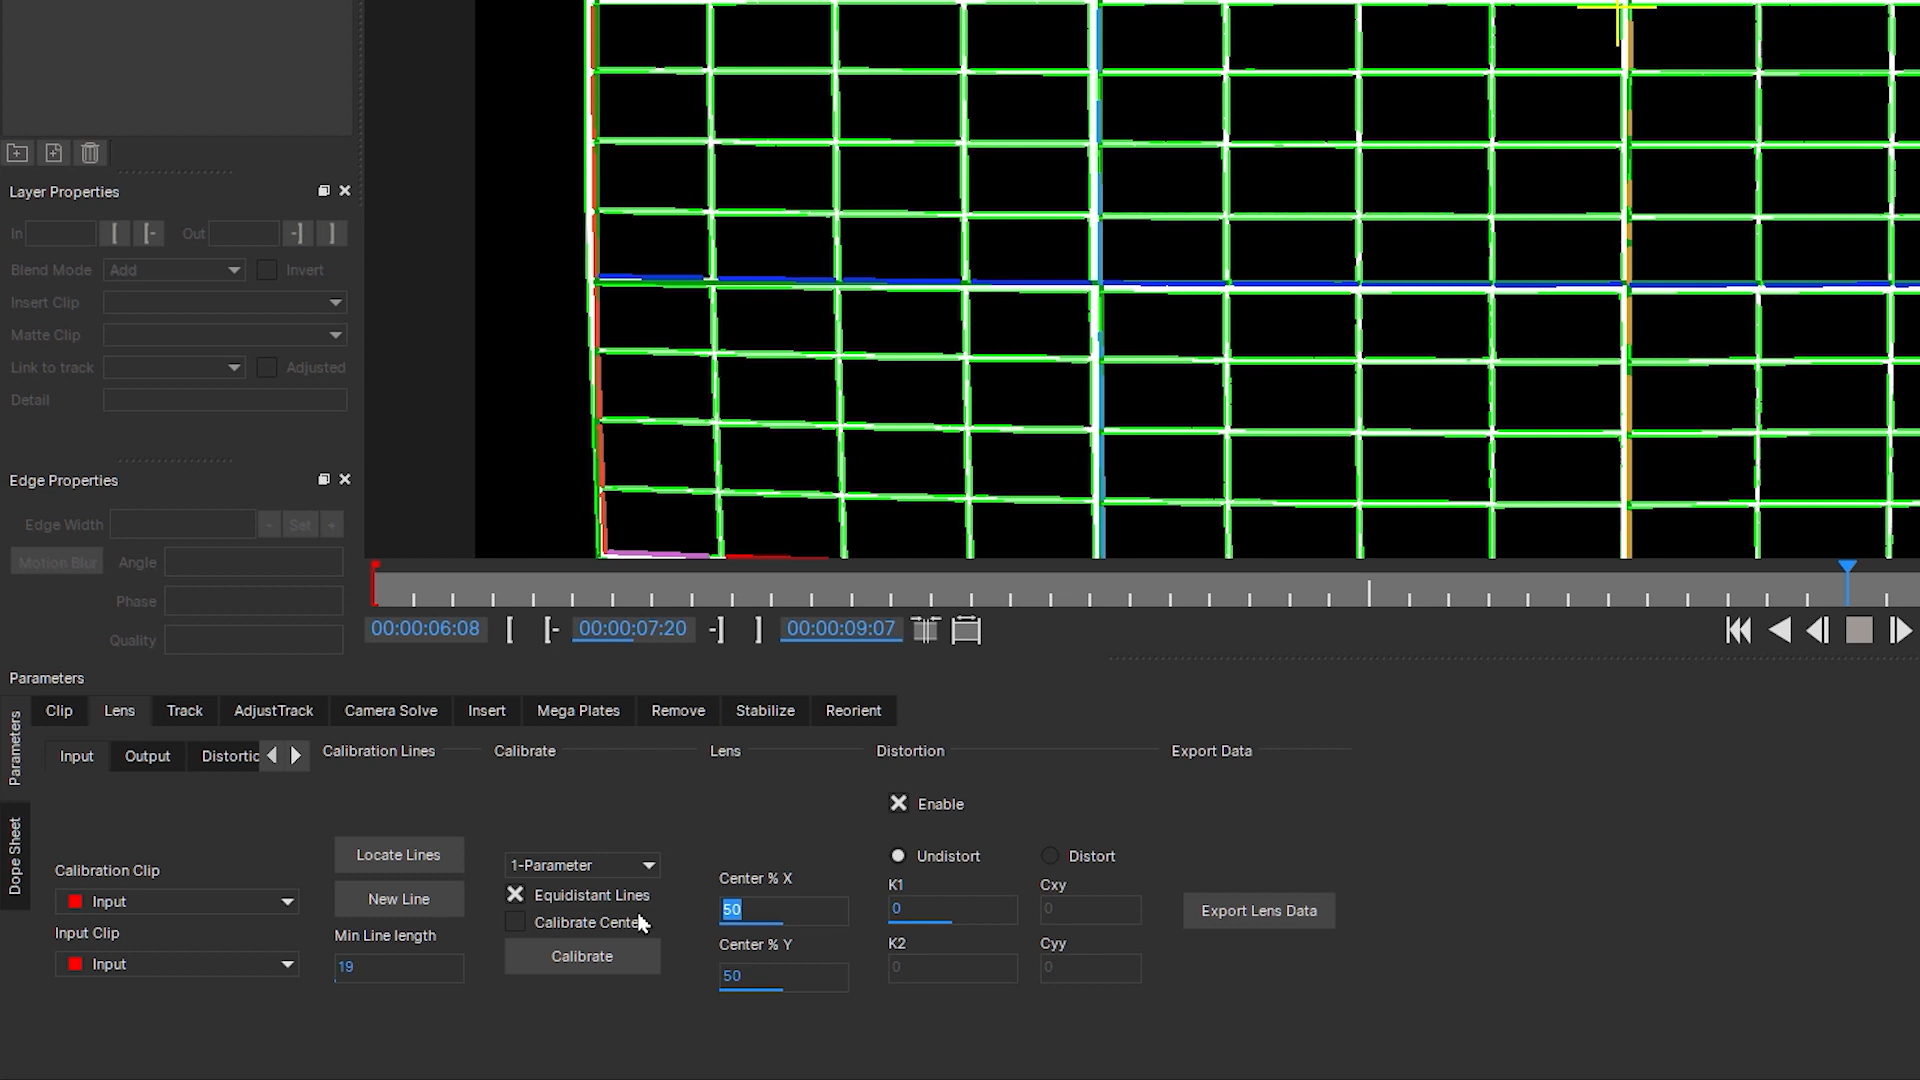 Layer Properties
In
Out
Blend Mode
Add
Invert
Insert Clip
Matte Clip
Link to track
Adjusted
Detail
Edge Properties
Edge Width
- Set +
Motion Blur
Angle
Phase
Quality
00:00:06:08
[ [-
00:00:07:20
-] ]
00:00:09:07
Parameters
Parameters
Dope Sheet
Clip Lens Track AdjustTrack Camera Solve Insert Mega Plates Remove Stabilize Reorient
Input Output Distortic
Calibration Clip
Input
Input Clip
Input
Calibration Lines
Locate Lines
New Line
Min Line length
19
Calibrate
1-Parameter
Equidistant Lines
Calibrate Cente
Calibrate
Lens
Center % X
50
Center % Y
50
Distortion
Enable
Undistort
Distort
K1
0
Cxy
0
K2
0
Cyy
0
Export Data
Export Lens Data